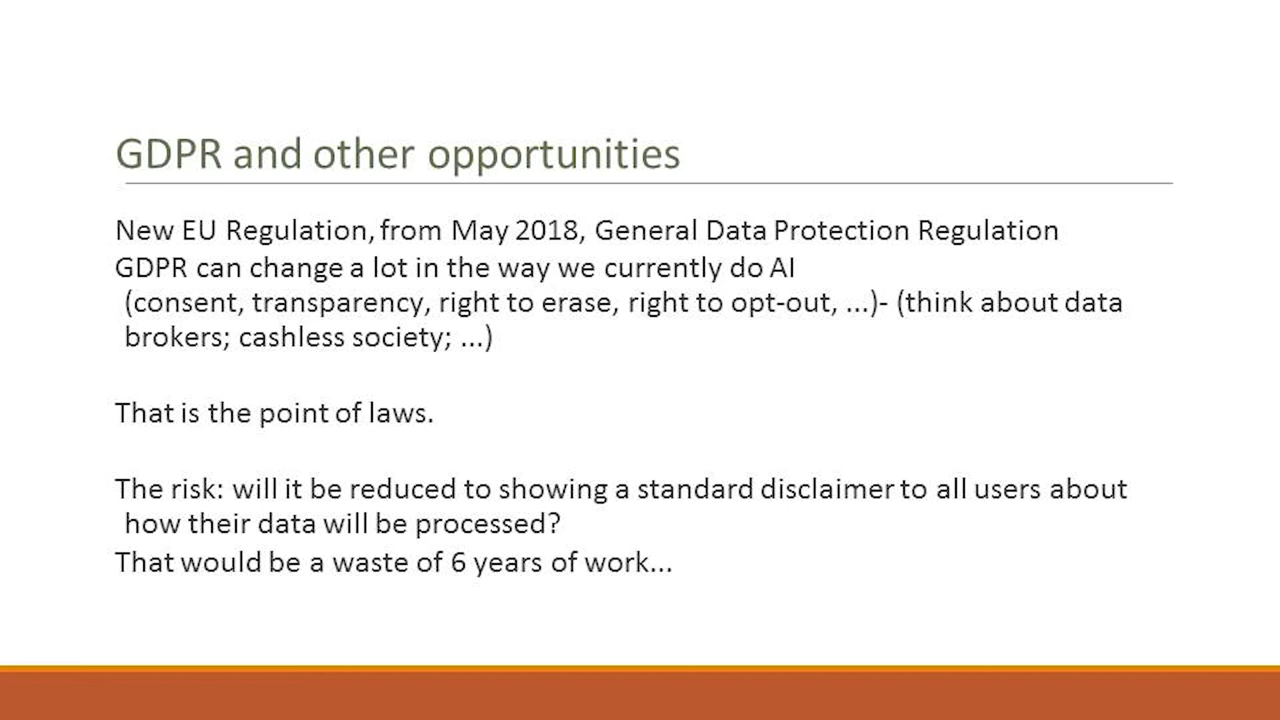 GDPR and other opportunities
New EU Regulation, from May 2018, General Data Protection Regulation
GDPR can change a lot in the way we currently do AI
(consent, transparency, right to erase, right to opt-out, ...)- (think about data
brokers; cashless society; ...)
That is the point of laws.
The risk: will it be reduced to showing a standard disclaimer to all users about
how their data will be processed?
That would be a waste of 6 years of work...